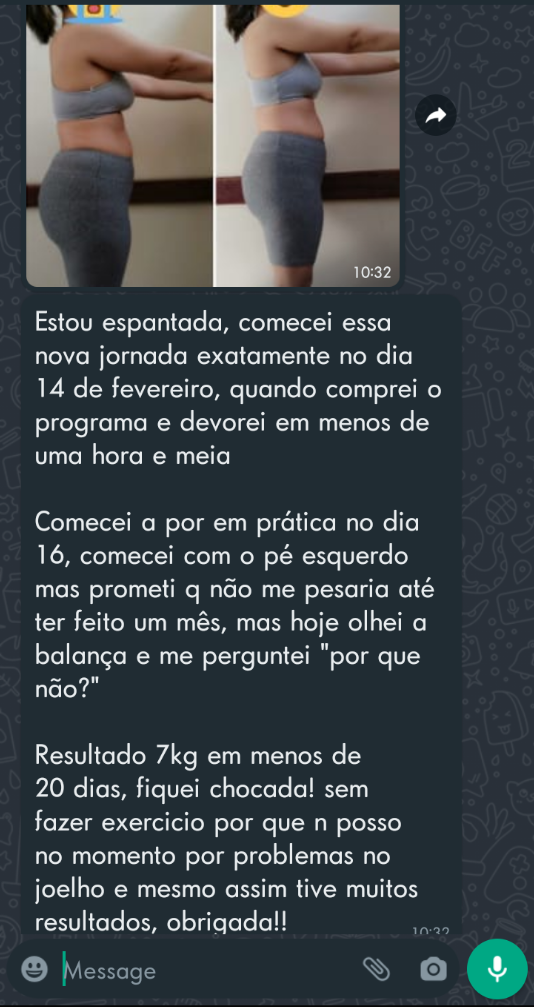 10:32
Estou espantada, comecei essa
nova jornada exatamente no dia
14 de fevereiro, quando comprei o
programa e devorei em menos de
uma hora e meia
Comecei a por em prática no dia
16, comecei com o pé esquerdo
mas prometi q não me pesaria até
ter feito um mês, mas hoje olhei a
balança e me perguntei "por que
não?"
Resultado 7kg em menos de
20 dias, fiquei chocada! sem
fazer exercicio por que n posso
no momento por problemas no
joelho e mesmo assim tive muitos
resultados, obrigada!!
10:32
Message